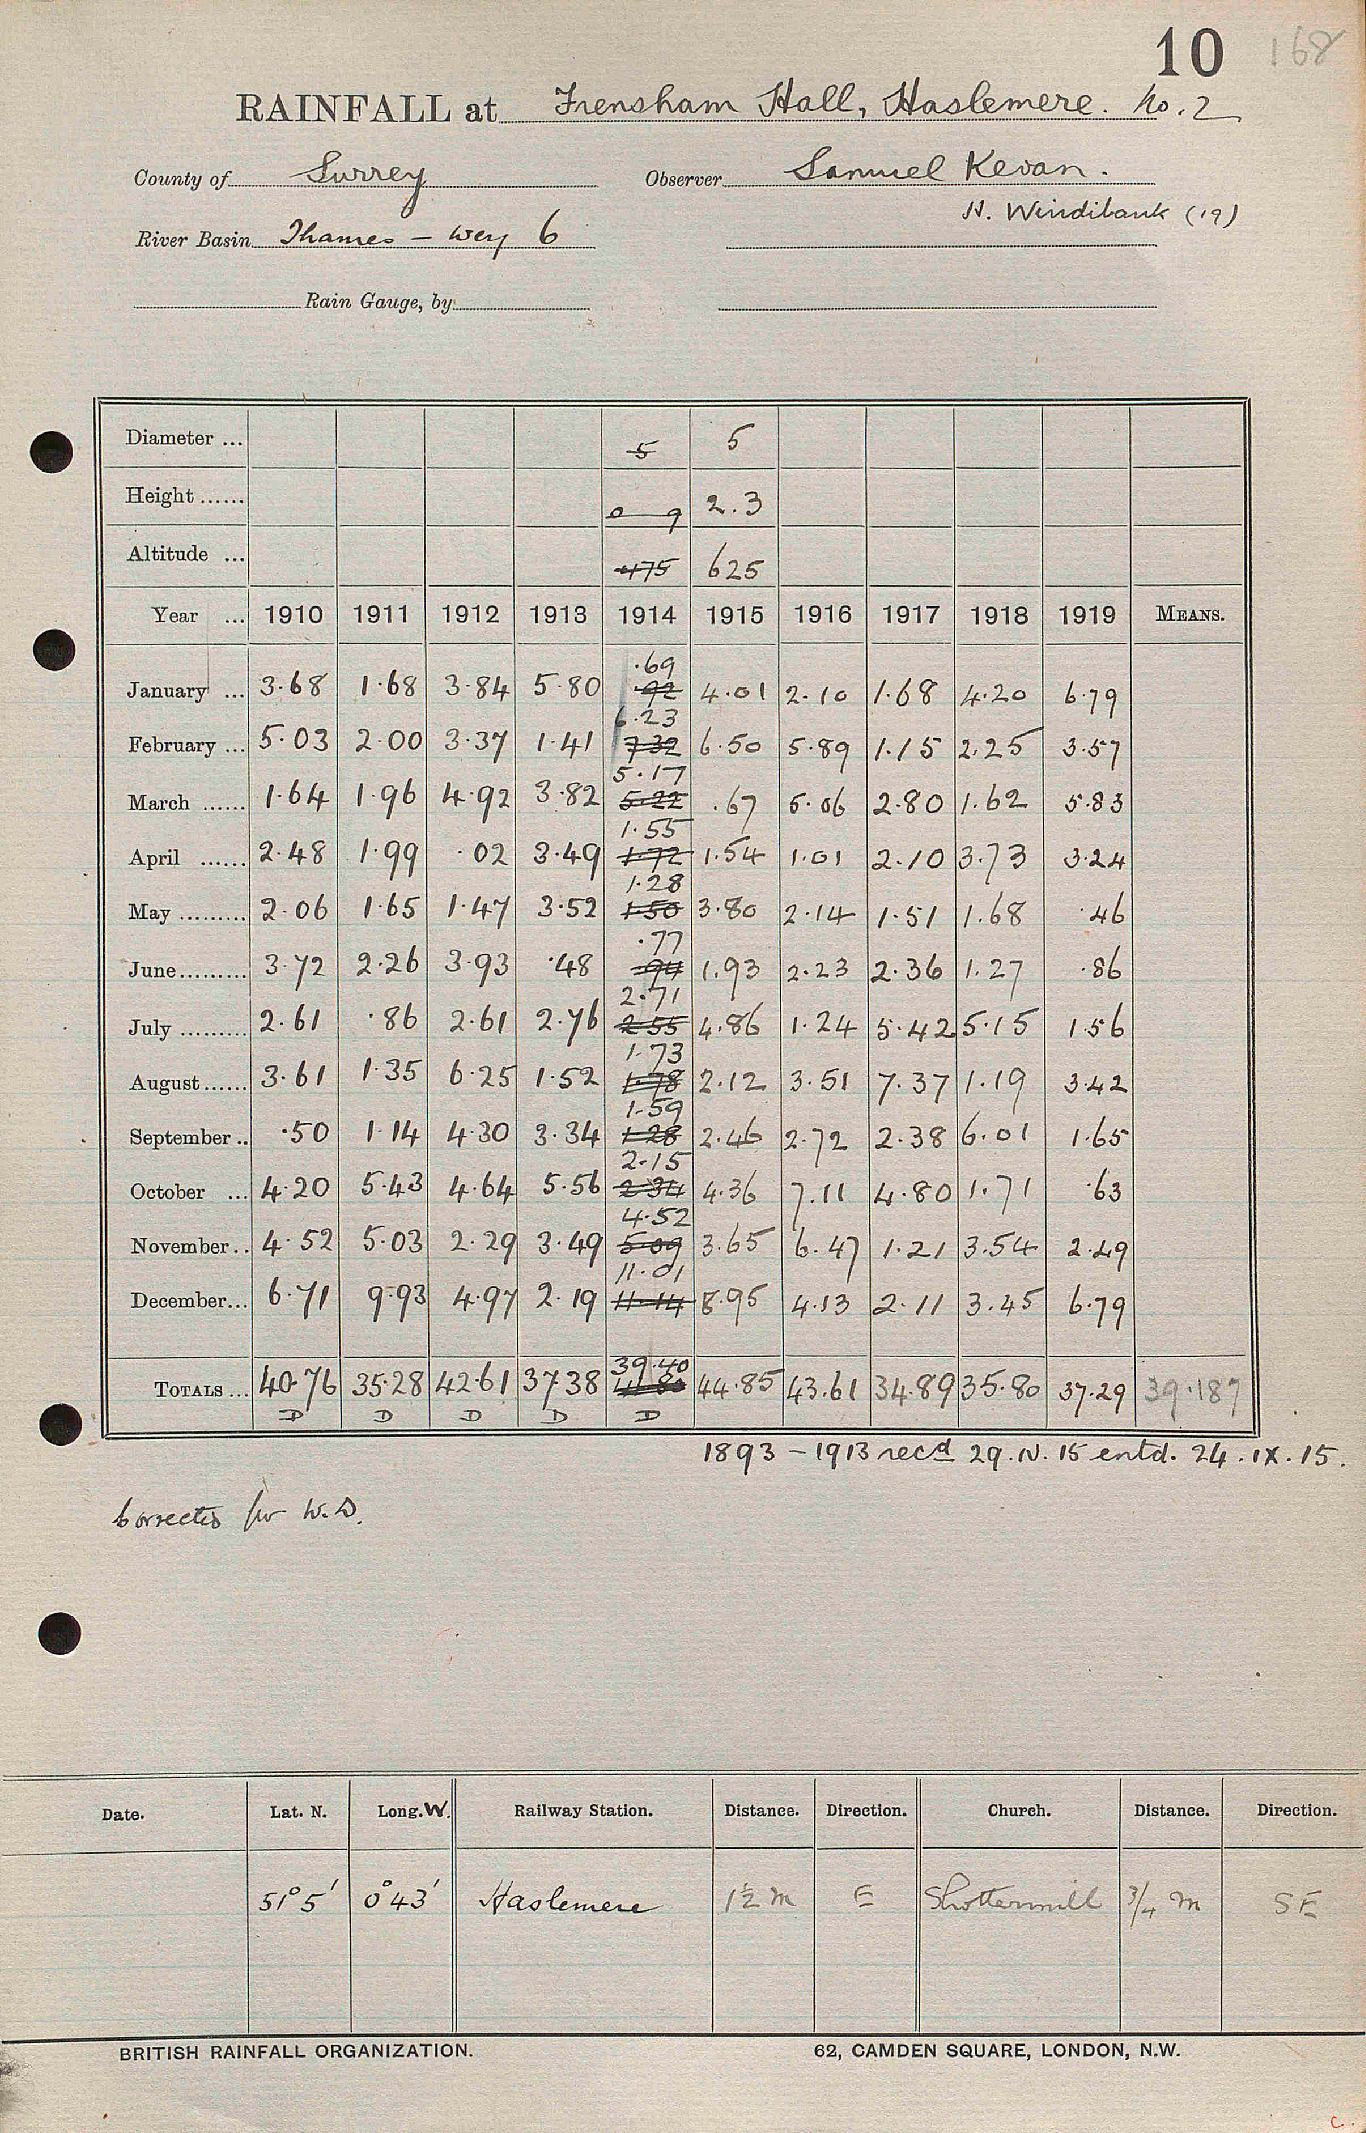 10 168
RAINFALL at Frensham Hall, Haslemere. No. 2
County of Surrey Observer Samuel Kevan.
H. Windibank (19)
River Basin Thames - Wey 6
Rain Gauge, by
Diameter ... 5 5
Height ...... 0 9 2.3
Altitude ... 475 625
Year ... 1910 1911 1912 1913 1914 1915 1916 1917 1918 1919 MEANS.
.69
January ... 3.68 1.68 3.84 5.80 .92 4.01 2.10 1.68 4.20 6.79
6.23
February ... 5.03 2.00 3.37 1.41 7.32 6.50 5.89 1.15 2.25 3.57
5.17
March ...... 1.64 1.96 4.92 3.82 5.22 .67 5.06 2.80 1.62 5.83
1.55
April ...... 2.48 1.99 .02 3.49 1.72 1.54 1.01 2.10 3.73 3.24
1.28
May ......... 2.06 1.65 1.47 3.52 1.50 3.80 2.14 1.51 1.68 .46
.77
June......... 3.72 2.26 3.93 .48 .94 1.93 2.23 2.36 1.27 .86
2.71
July ......... 2.61 .86 2.61 2.76 2.55 4.86 1.24 5.42 5.15 1.56
1.73
August...... 3.61 1.35 6.25 1.52 1.78 2.12 3.51 7.37 1.19 3.42
1.59
September .. .50 1.14 4.30 3.34 1.28 2.46 2.72 2.38 6.01 1.65
2.15
October ... 4.20 5.43 4.64 5.56 2.34 4.36 7.11 4.80 1.71 .63
4.52
November.. 4.52 5.03 2.29 3.49 5.09 3.65 6.47 1.21 3.54 2.49
11.01
December... 6.71 9.93 4.97 2.19 11.14 8.95 4.13 2.11 3.45 6.79
39.40
TOTALS ... 40.76 35.28 42.61 37.38 44.85 43.61 34.89 35.80 37.29 39.187
D D D D D
1893 - 1913 recd 29.IV.15 entd. 24.IX.15.
Corrected for W.D.
Date. Lat. N. Long. W. Railway Station. Distance. Direction. Church. Distance. Direction.
51° 5' 0° 43' Haslemere 1½ m E Shottermill 3/4 m SE
BRITISH RAINFALL ORGANIZATION. 62, CAMDEN SQUARE, LONDON, N.W.
C.